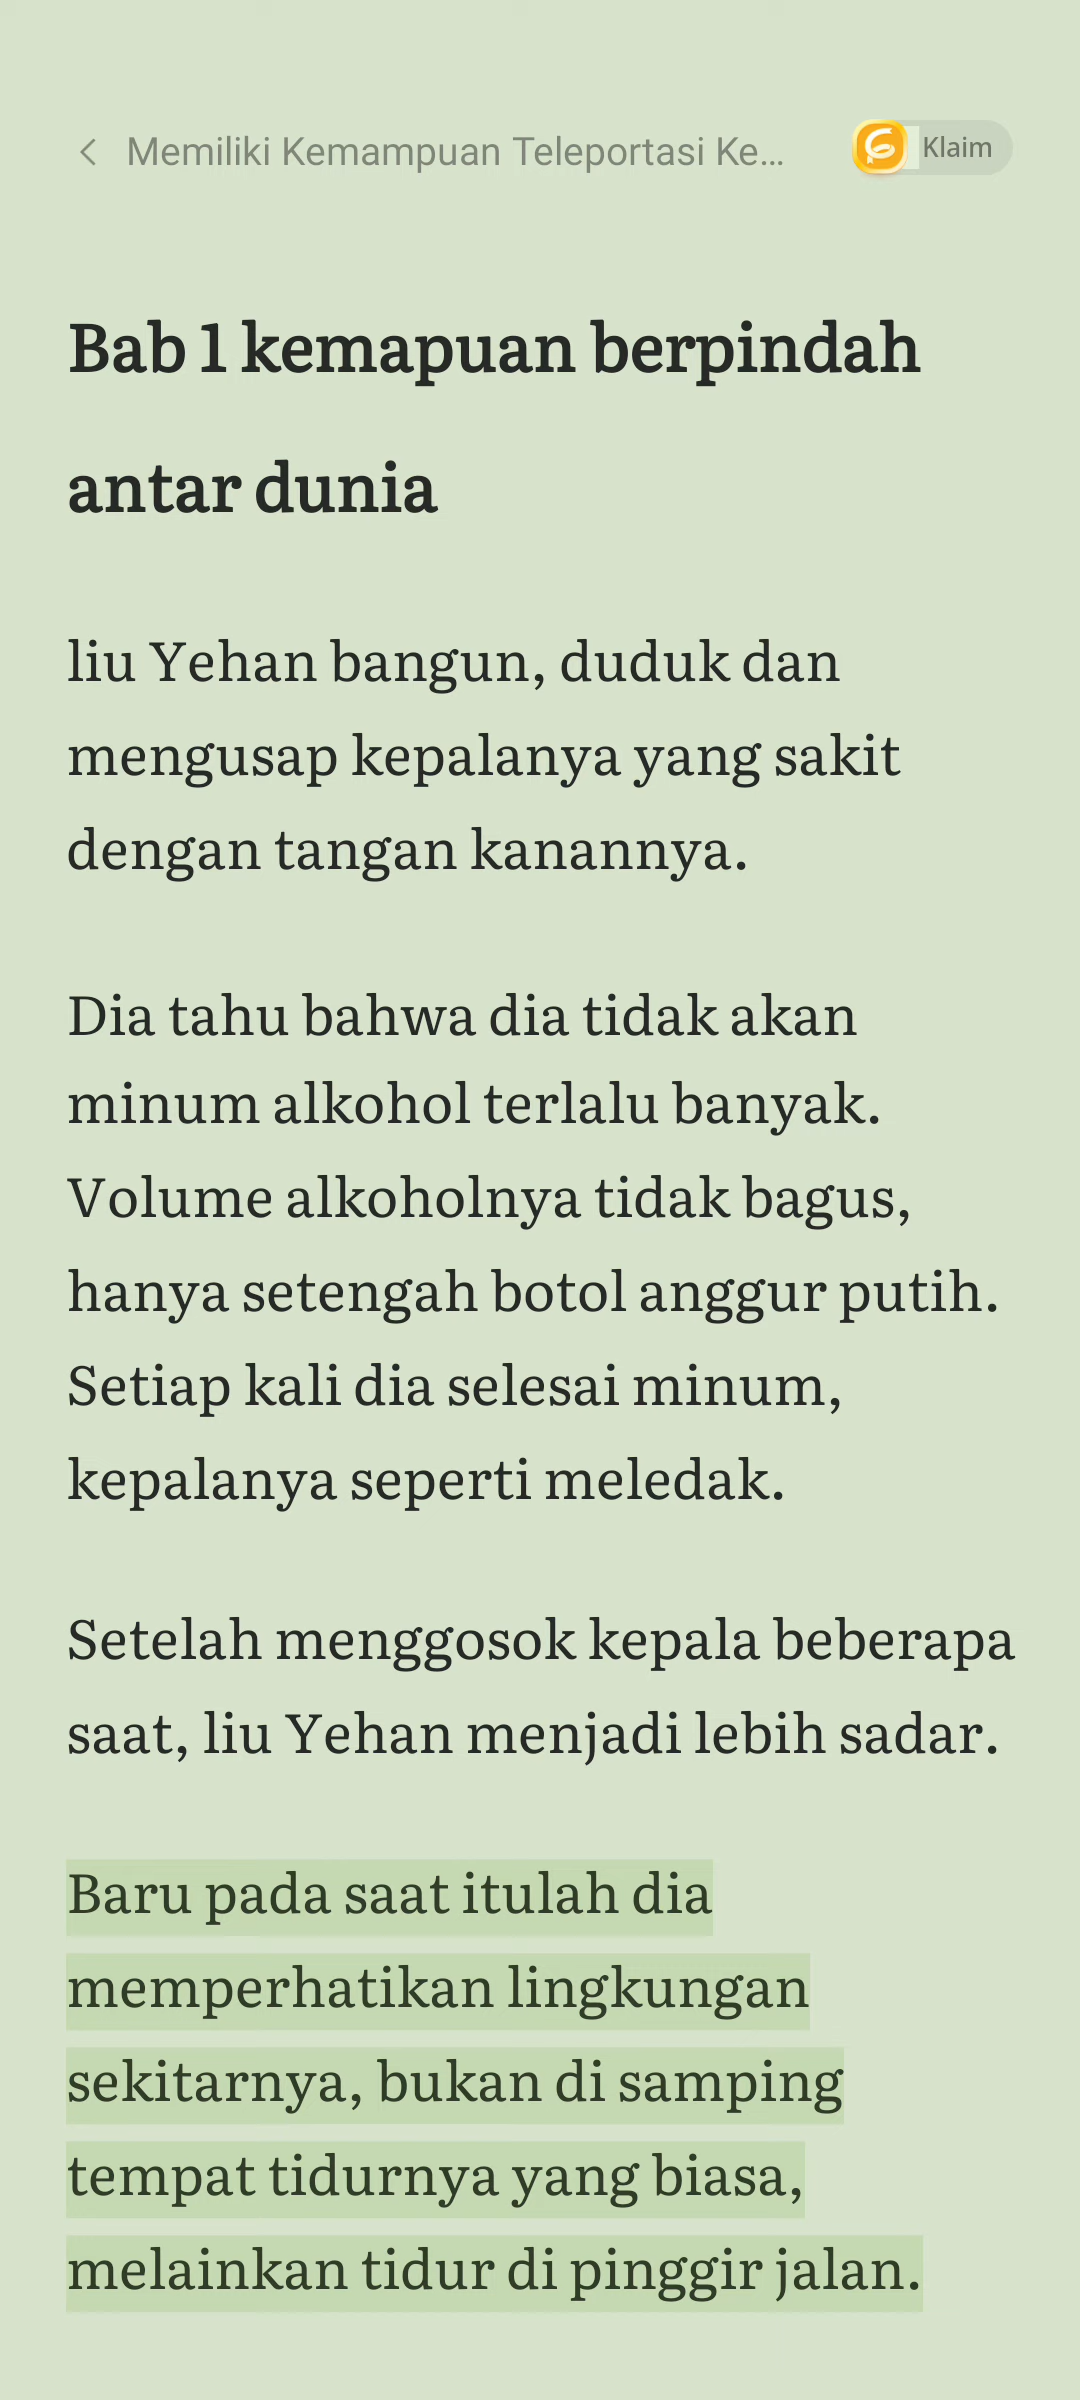 Memiliki Kemampuan Teleportasi Ke...
Klaim
Bab 1 kemapuan berpindah
antar dunia
liu Yehan bangun, duduk dan
mengusap kepalanya yang sakit
dengan tangan kanannya.
Dia tahu bahwa dia tidak akan
minum alkohol terlalu banyak.
Volume alkoholnya tidak bagus,
hanya setengah botol anggur putih.
Setiap kali dia selesai minum,
kepalanya seperti meledak.
Setelah menggosok kepala beberapa
saat, liu Yehan menjadi lebih sadar.
Baru pada saat itulah dia
memperhatikan lingkungan
sekitarnya, bukan di samping
tempat tidurnya yang biasa,
melainkan tidur di pinggir jalan.